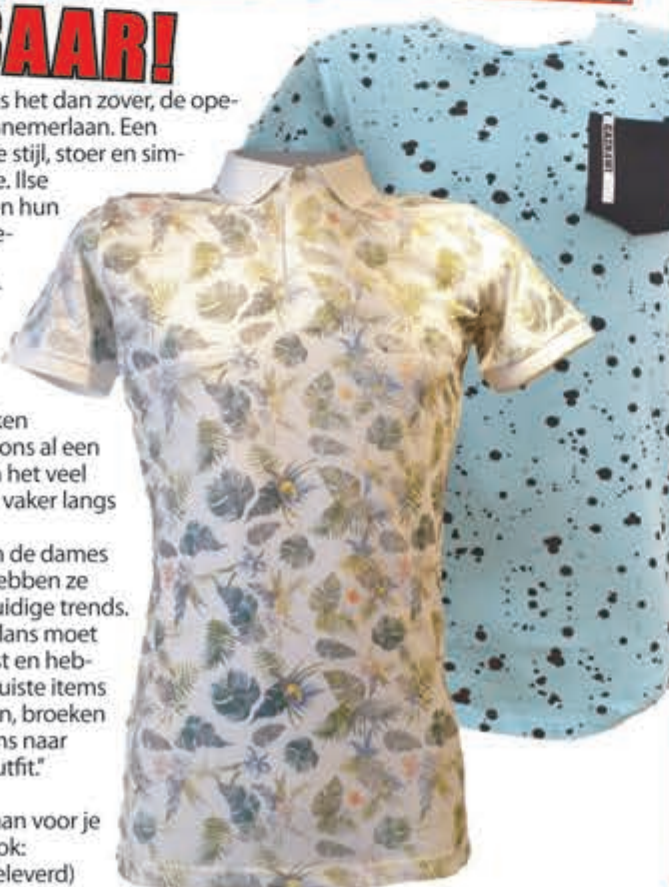 BAAR!
s het dan zover, de ope-
nemerlaan. Een
e stijl, stoer en sim-
e. Ilse
n hun
e-
ken
ons al een
n het veel
vaker langs
n de dames
ebben ze
uidige trends.
lans moet
st en heb-
uiste items
n, broeken
ns naar
utfit."
aan voor je
ok:
eleverd)